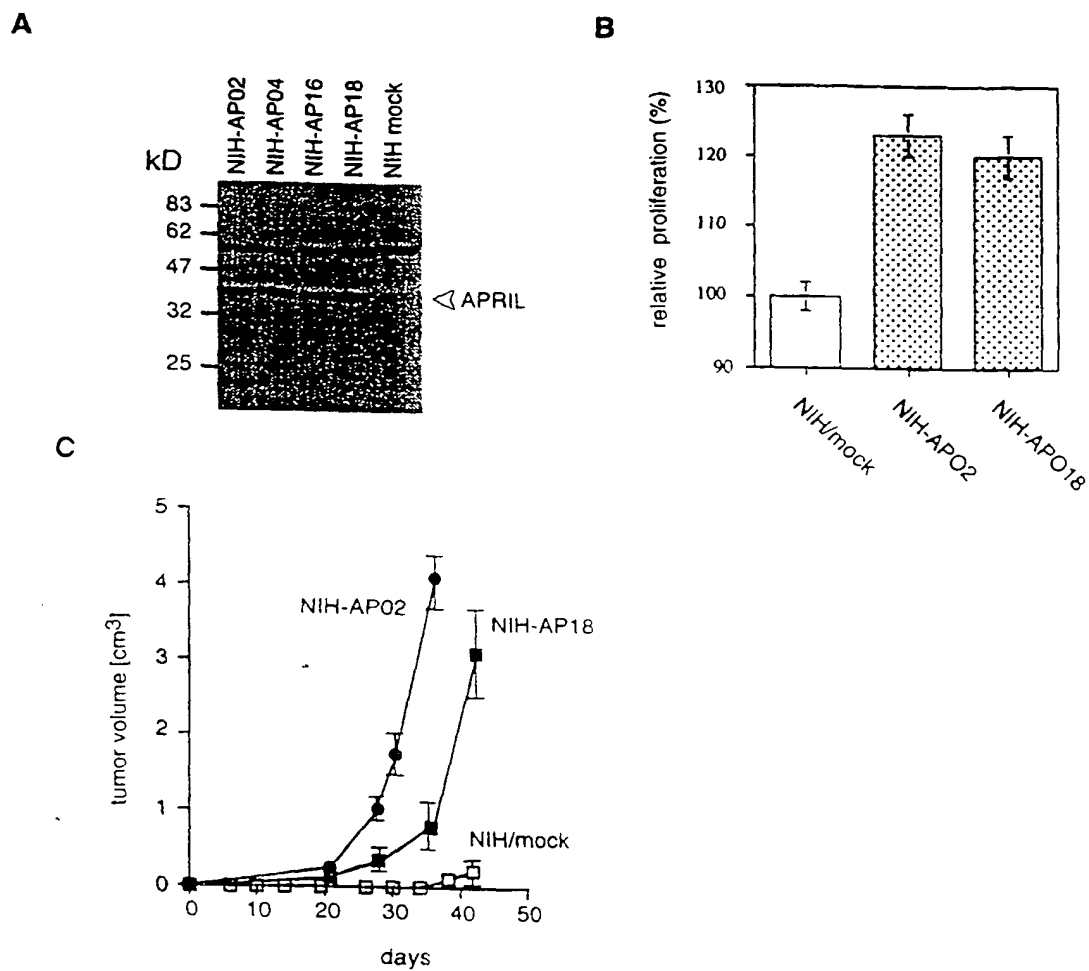 A
NIH-AP02
NIH-AP04
NIH-AP16
NIH-AP18
NIH mock
kD
83
62
47
32
25
APRIL
B
130
120
110
100
90
relative proliferation (%)
NIH/mock
NIH-APO2
NIH-APO18
C
5
4
3
2
1
0
tumor volume [cm³]
NIH-AP02
NIH-AP18
NIH/mock
0 10 20 30 40 50
days